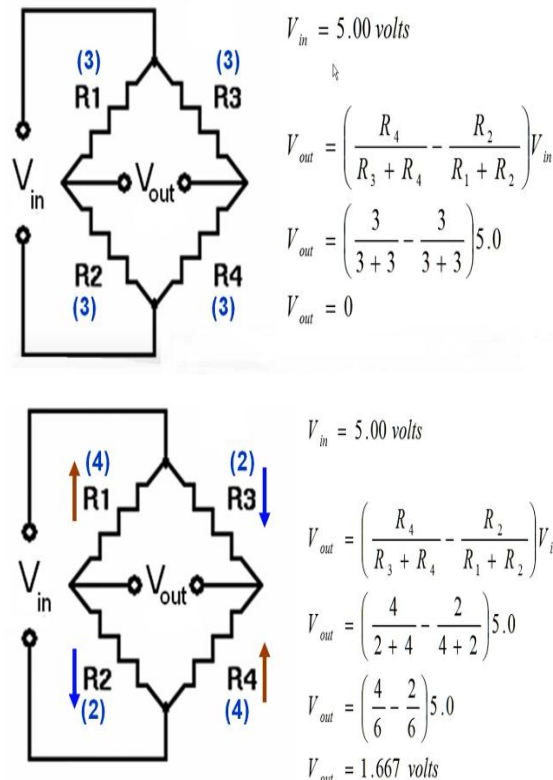 V_in = 5.00 volts
(3) (3)
R1 R3
V_out = ( R_4 / (R_3 + R_4) − R_2 / (R_1 + R_2) ) V_in
V_in V_out
V_out = ( 3 / (3 + 3) − 3 / (3 + 3) ) 5.0
R2 R4
(3) (3)
V_out = 0
V_in = 5.00 volts
(4) (2)
R1 R3
V_out = ( R_4 / (R_3 + R_4) − R_2 / (R_1 + R_2) ) V_i
V_in V_out
V_out = ( 4 / (2 + 4) − 2 / (4 + 2) ) 5.0
R2 R4
(2) (4)
V_out = ( 4 / 6 − 2 / 6 ) 5.0
V_out = 1.667 volts